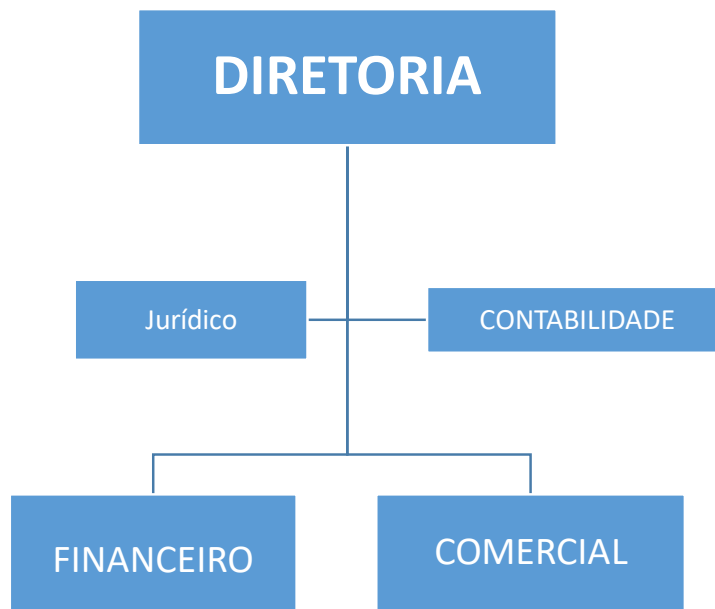 DIRETORIA
Jurídico
CONTABILIDADE
FINANCEIRO
COMERCIAL